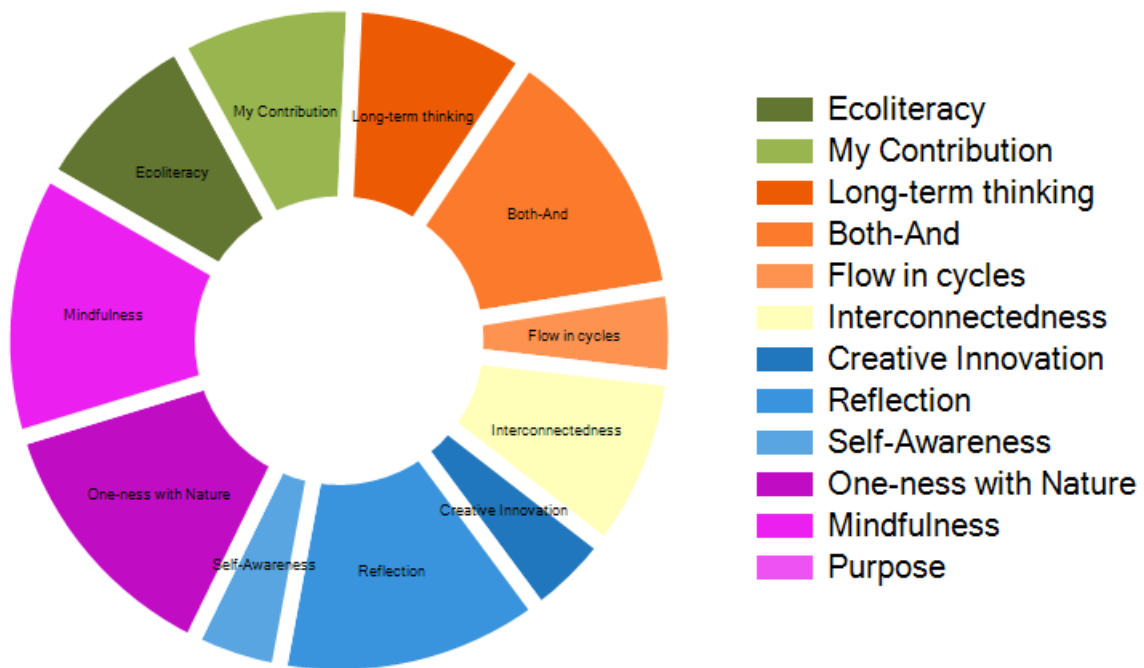 My Contribution
Long-term thinking
Ecoliteracy
Both-And
Mindfulness
Flow in cycles
Interconnectedness
One-ness with Nature
Creative Innovation
Self-Awareness
Reflection
Ecoliteracy
My Contribution
Long-term thinking
Both-And
Flow in cycles
Interconnectedness
Creative Innovation
Reflection
Self-Awareness
One-ness with Nature
Mindfulness
Purpose